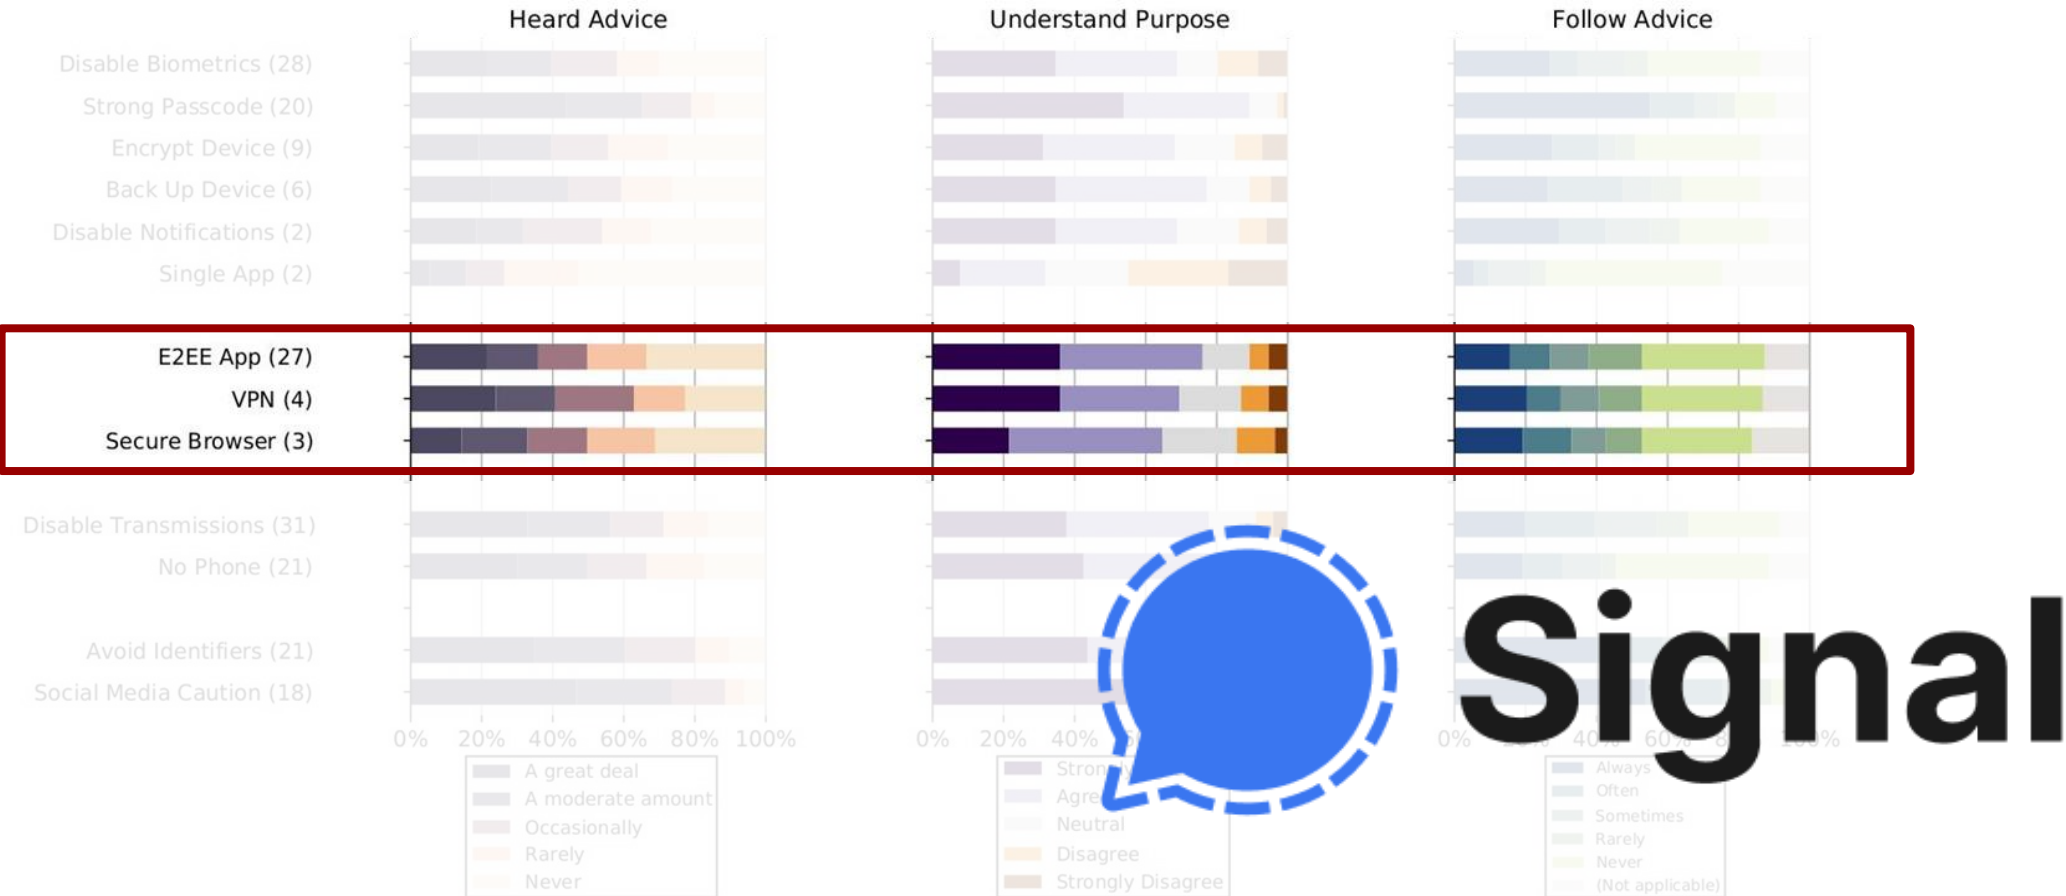 Heard Advice
Understand Purpose
Follow Advice
Disable Biometrics (28)
Strong Passcode (20)
Encrypt Device (9)
Back Up Device (6)
Disable Notifications (2)
Single App (2)
E2EE App (27)
VPN (4)
Secure Browser (3)
Disable Transmissions (31)
No Phone (21)
Avoid Identifiers (21)
Social Media Caution (18)
Signal
0% 20% 40% 60% 80% 100%
0% 20% 40%
0% 40% 60% 100%
A great deal
A moderate amount
Occasionally
Rarely
Never
Neutral
Disagree
Strongly Disagree
Always
Often
Sometimes
Rarely
Never
(Not applicable)